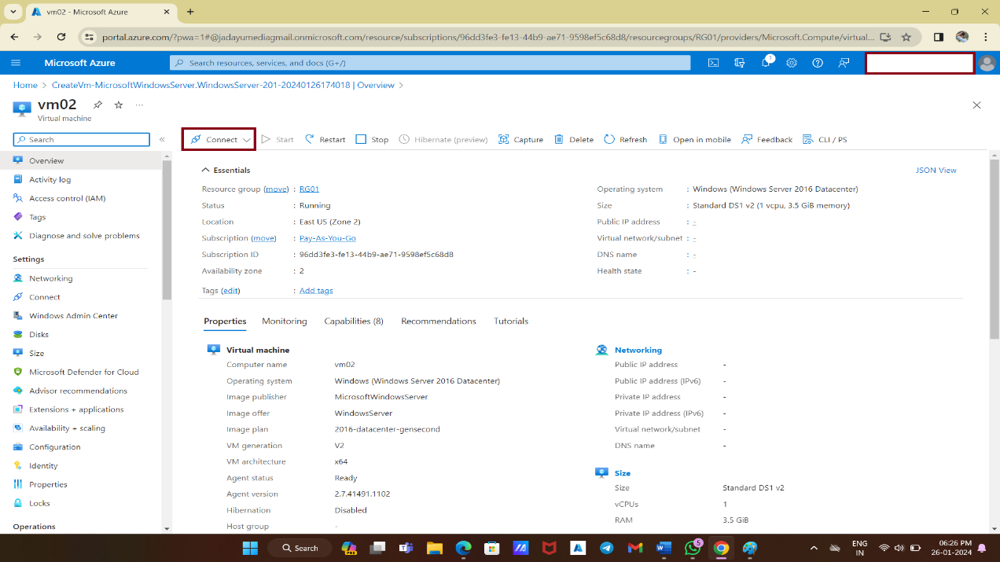 vm02 - Microsoft Azure
portal.azure.com/?pwa=1#@jadayumediagmail.onmicrosoft.com/resource/subscriptions/96dd3fe3-fe13-44b9-ae71-9598ef5c68d8/resourcegroups/RG01/providers/Microsoft.Compute/virtual...
Microsoft Azure
Search resources, services, and docs (G+/)
1
Home > CreateVm-MicrosoftWindowsServer.WindowsServer-201-20240126174018 | Overview >
vm02
Virtual machine
Search
Connect Start Restart Stop Hibernate (preview) Capture Delete Refresh Open in mobile Feedback CLI / PS
Overview
Activity log
Access control (IAM)
Tags
Diagnose and solve problems
Settings
Networking
Connect
Windows Admin Center
Disks
Size
Microsoft Defender for Cloud
Advisor recommendations
Extensions + applications
Availability + scaling
Configuration
Identity
Properties
Locks
Operations
Essentials
JSON View
Resource group (move) : RG01
Status : Running
Location : East US (Zone 2)
Subscription (move) : Pay-As-You-Go
Subscription ID : 96dd3fe3-fe13-44b9-ae71-9598ef5c68d8
Availability zone : 2
Tags (edit) : Add tags
Operating system : Windows (Windows Server 2016 Datacenter)
Size : Standard DS1 v2 (1 vcpu, 3.5 GiB memory)
Public IP address : -
Virtual network/subnet : -
DNS name : -
Health state : -
Properties Monitoring Capabilities (8) Recommendations Tutorials
Virtual machine
Computer name vm02
Operating system Windows (Windows Server 2016 Datacenter)
Image publisher MicrosoftWindowsServer
Image offer WindowsServer
Image plan 2016-datacenter-gensecond
VM generation V2
VM architecture x64
Agent status Ready
Agent version 2.7.41491.1102
Hibernation Disabled
Host group -
Networking
Public IP address -
Public IP address (IPv6) -
Private IP address -
Private IP address (IPv6) -
Virtual network/subnet -
DNS name -
Size
Size Standard DS1 v2
vCPUs 1
RAM 3.5 GiB
Search
PRE
5
ENG
IN
06:26 PM
26-01-2024